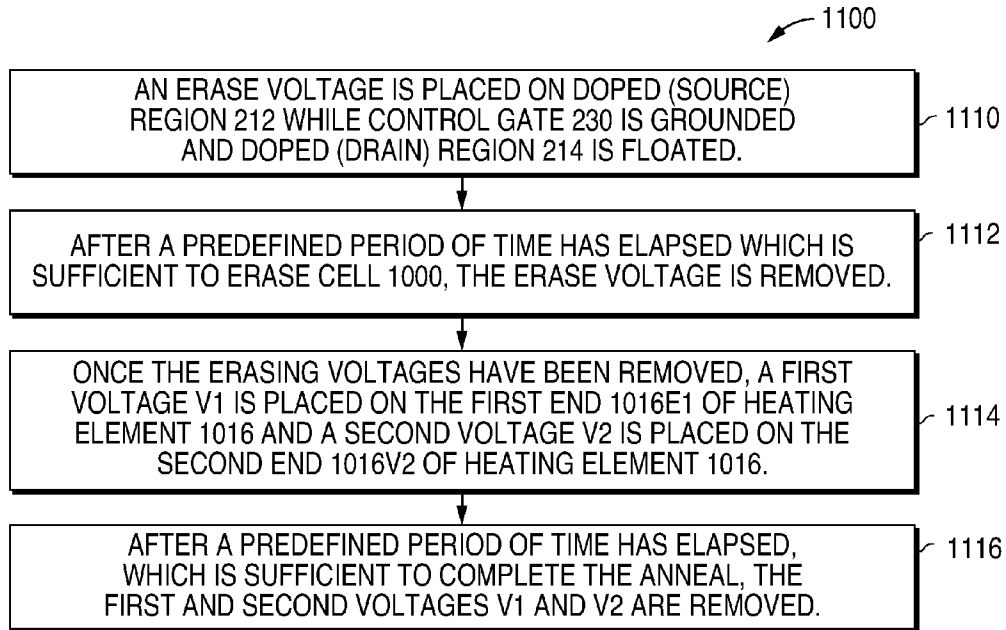 1100
AN ERASE VOLTAGE IS PLACED ON DOPED (SOURCE)
REGION 212 WHILE CONTROL GATE 230 IS GROUNDED
AND DOPED (DRAIN) REGION 214 IS FLOATED.
1110
AFTER A PREDEFINED PERIOD OF TIME HAS ELAPSED WHICH IS
SUFFICIENT TO ERASE CELL 1000, THE ERASE VOLTAGE IS REMOVED.
1112
ONCE THE ERASING VOLTAGES HAVE BEEN REMOVED, A FIRST
VOLTAGE V1 IS PLACED ON THE FIRST END 1016E1 OF HEATING
ELEMENT 1016 AND A SECOND VOLTAGE V2 IS PLACED ON THE
SECOND END 1016V2 OF HEATING ELEMENT 1016.
1114
AFTER A PREDEFINED PERIOD OF TIME HAS ELAPSED,
WHICH IS SUFFICIENT TO COMPLETE THE ANNEAL, THE
FIRST AND SECOND VOLTAGES V1 AND V2 ARE REMOVED.
1116